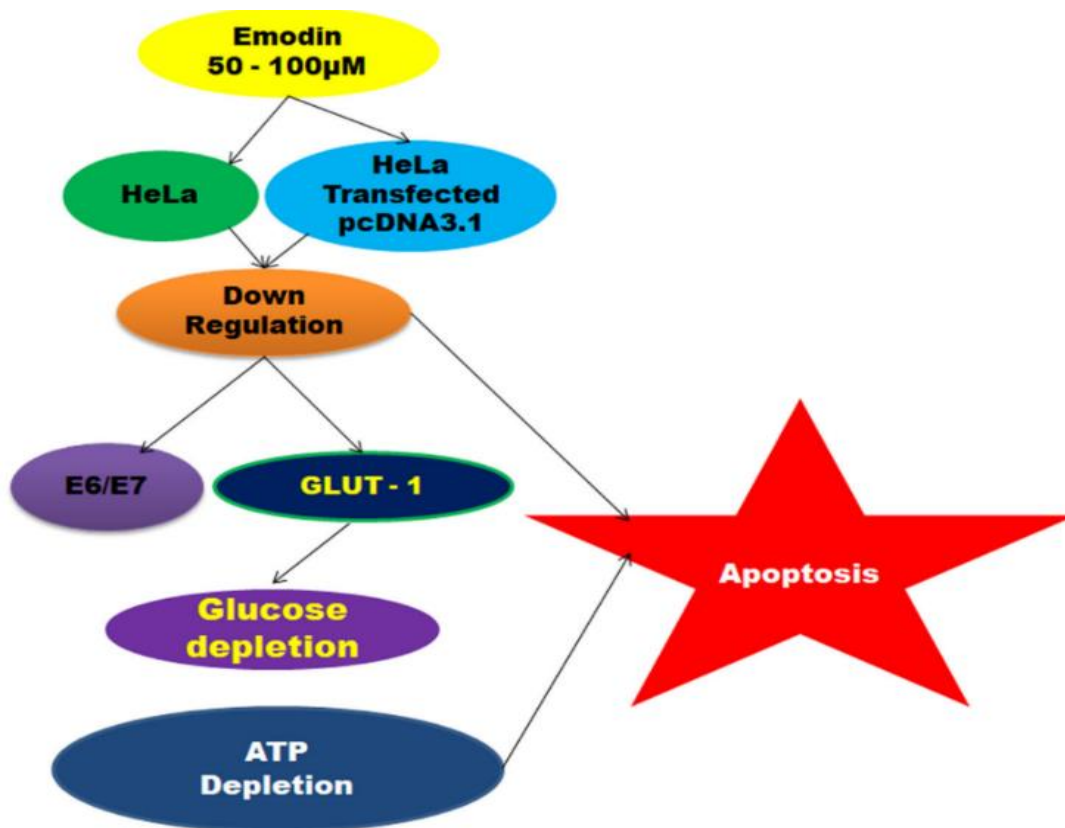 Emodin
50 - 100µM
HeLa
HeLa
Transfected
pcDNA3.1
Down
Regulation
E6/E7
GLUT - 1
Apoptosis
Glucose
depletion
ATP
Depletion